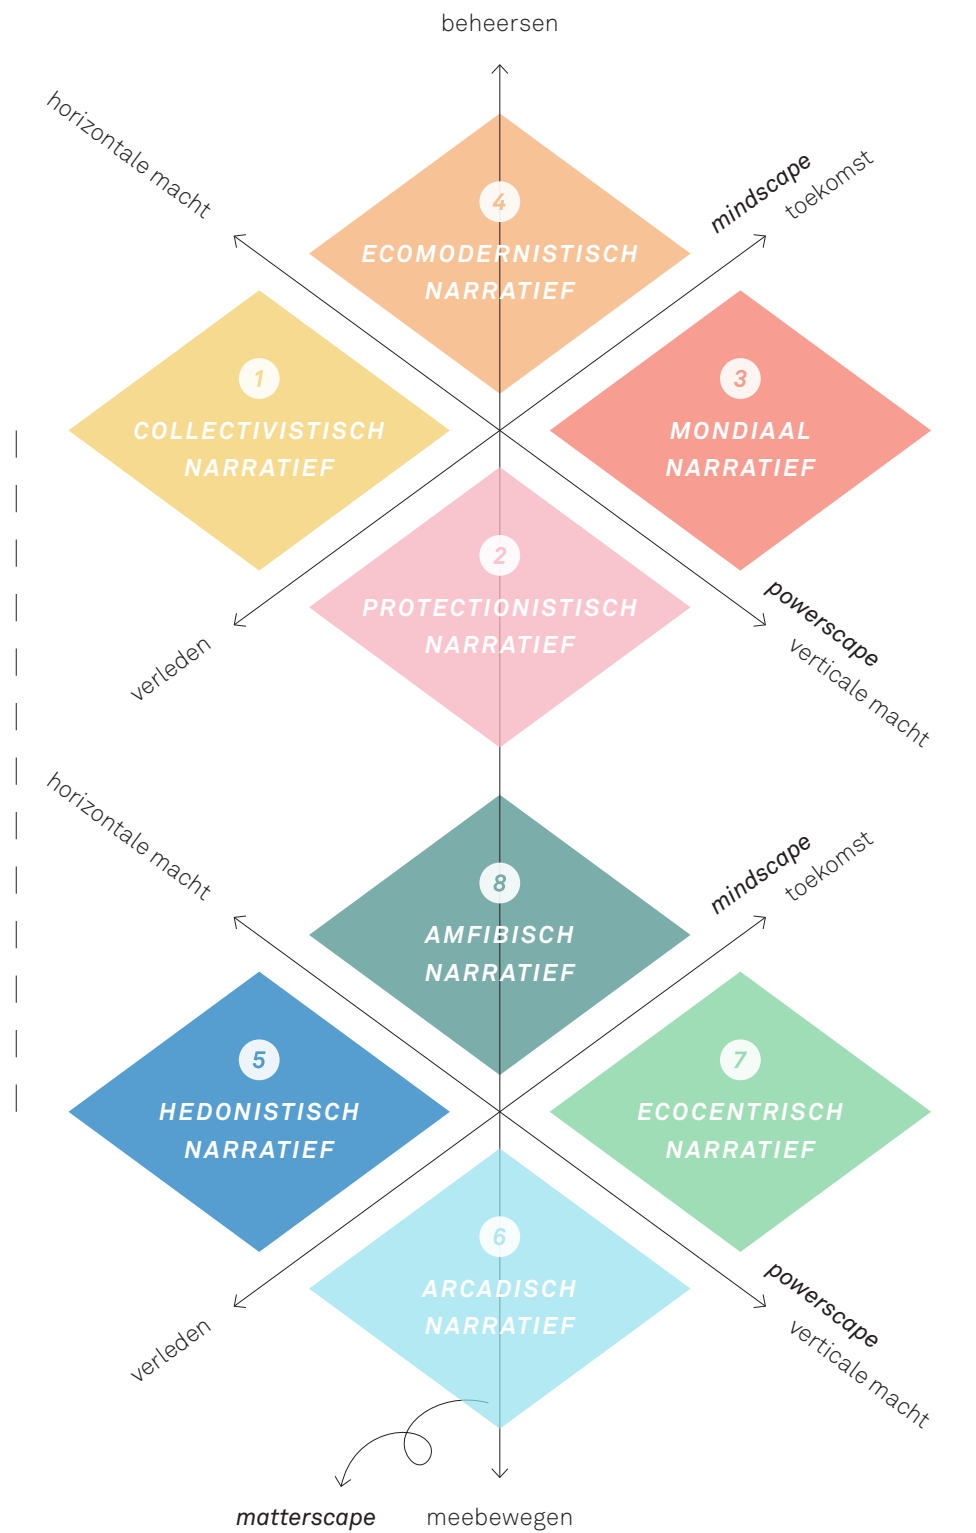 beheersen
horizontale macht
mindscape
toekomst
4
ECOMODERNISTISCH
NARRATIEF
1
COLLECTIVISTISCH
NARRATIEF
3
MONDIAAL
NARRATIEF
2
PROTECTIONISTISCH
NARRATIEF
verleden
powerscape
verticale macht
horizontale macht
mindscape
toekomst
8
AMFIBISCH
NARRATIEF
5
HEDONISTISCH
NARRATIEF
7
ECOCENTRISCH
NARRATIEF
6
ARCADISCH
NARRATIEF
verleden
powerscape
verticale macht
matterscape
meebewegen